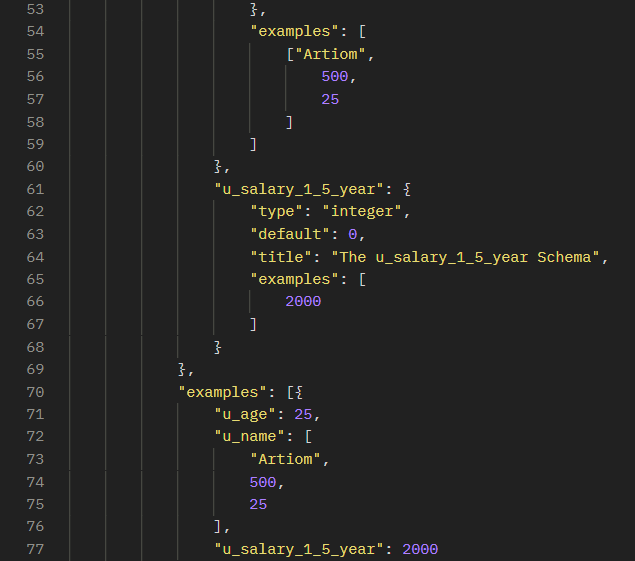 53 },
54 "examples": [
55 ["Artiom",
56 500,
57 25
58 ]
59 ]
60 },
61 "u_salary_1_5_year": {
62 "type": "integer",
63 "default": 0,
64 "title": "The u_salary_1_5_year Schema",
65 "examples": [
66 2000
67 ]
68 }
69 },
70 "examples": [{
71 "u_age": 25,
72 "u_name": [
73 "Artiom",
74 500,
75 25
76 ],
77 "u_salary_1_5_year": 2000